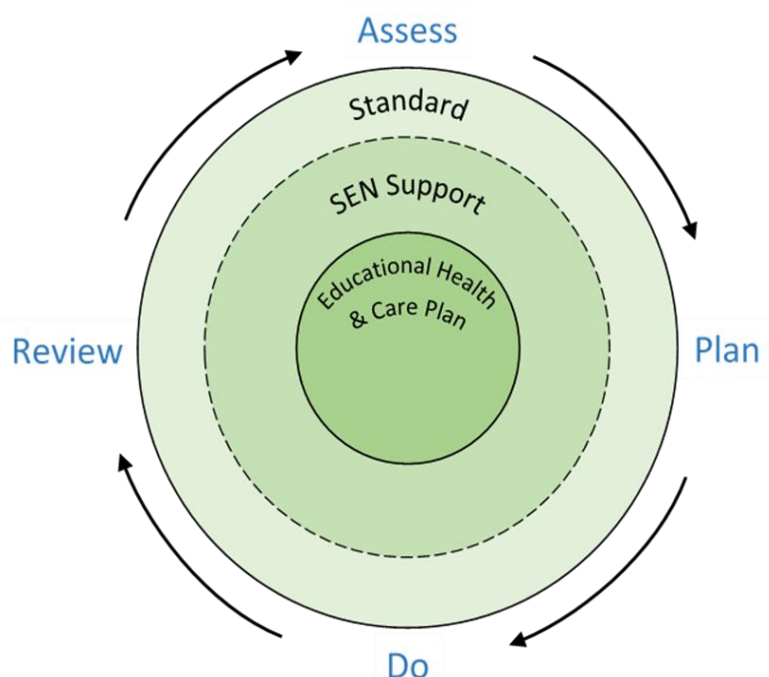 Assess
Standard
SEN Support
Educational Health
& Care Plan
Review
Plan
Do